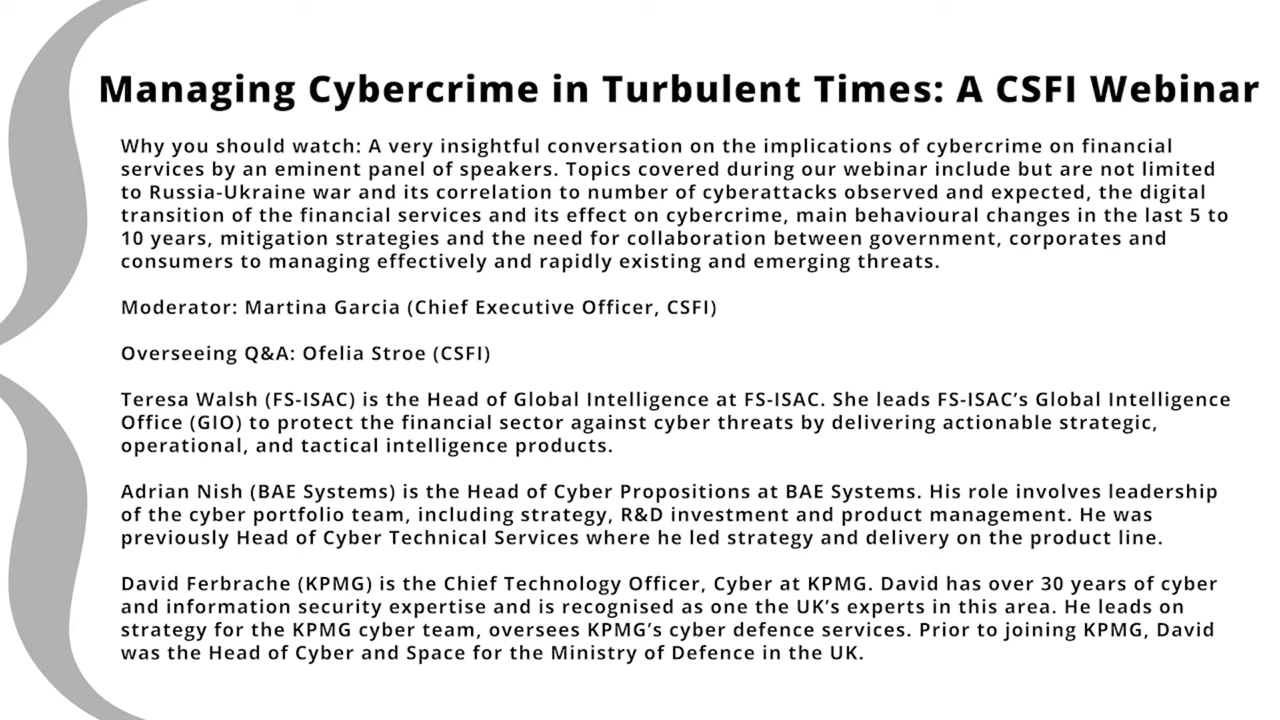 Managing Cybercrime in Turbulent Times: A CSFI Webinar
Why you should watch: A very insightful conversation on the implications of cybercrime on financial
services by an eminent panel of speakers. Topics covered during our webinar include but are not limited
to Russia-Ukraine war and its correlation to number of cyberattacks observed and expected, the digital
transition of the financial services and its effect on cybercrime, main behavioural changes in the last 5 to
10 years, mitigation strategies and the need for collaboration between government, corporates and
consumers to managing effectively and rapidly existing and emerging threats.
Moderator: Martina Garcia (Chief Executive Officer, CSFI)
Overseeing Q&A: Ofelia Stroe (CSFI)
Teresa Walsh (FS-ISAC) is the Head of Global Intelligence at FS-ISAC. She leads FS-ISAC’s Global Intelligence
Office (GIO) to protect the financial sector against cyber threats by delivering actionable strategic,
operational, and tactical intelligence products.
Adrian Nish (BAE Systems) is the Head of Cyber Propositions at BAE Systems. His role involves leadership
of the cyber portfolio team, including strategy, R&D investment and product management. He was
previously Head of Cyber Technical Services where he led strategy and delivery on the product line.
David Ferbrache (KPMG) is the Chief Technology Officer, Cyber at KPMG. David has over 30 years of cyber
and information security expertise and is recognised as one the UK’s experts in this area. He leads on
strategy for the KPMG cyber team, oversees KPMG’s cyber defence services. Prior to joining KPMG, David
was the Head of Cyber and Space for the Ministry of Defence in the UK.